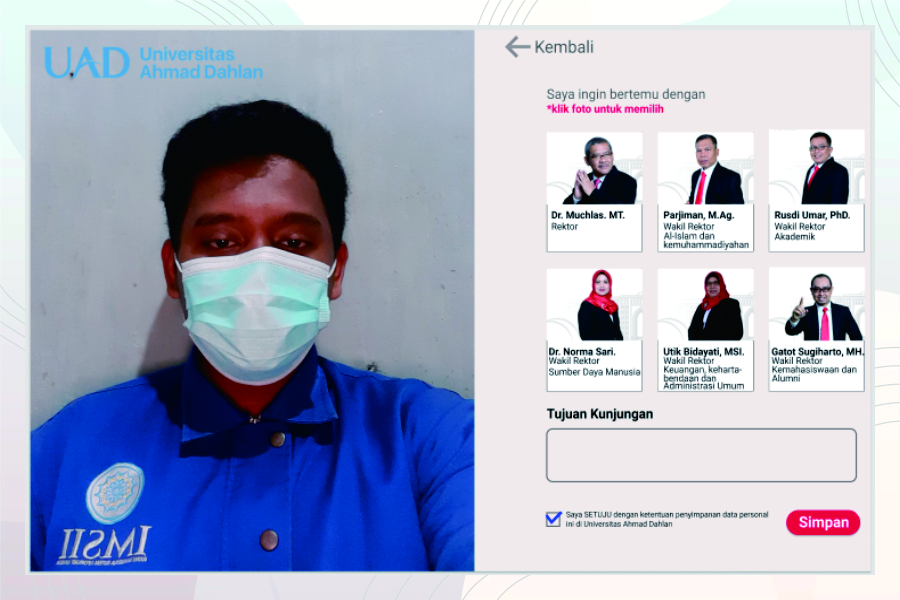 UAD Universitas
Ahmad Dahlan
Kembali
Saya ingin bertemu dengan
*klik foto untuk memilih
Dr. Muchlas. MT.
Rektor
Parjiman, M.Ag.
Wakil Rektor
Al-Islam dan
kemuhammadiyahan
Rusdi Umar, PhD.
Wakil Rektor
Akademik
Dr. Norma Sari.
Wakil Rektor
Sumber Daya Manusia
Utik Bidayati, MSI.
Wakil Rektor
Keuangan, keharta-
bendaan dan
Administrasi Umum
Gatot Sugiharto, MH.
Wakil Rektor
Kemahasiswaan dan
Alumni
Tujuan Kunjungan
Saya SETUJU dengan ketentuan penyimpanan data personal
ini di Universitas Ahmad Dahlan
Simpan
IMSII